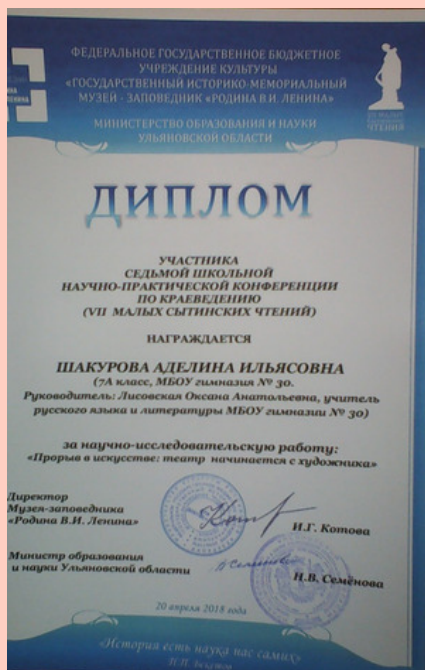 ФЕДЕРАЛЬНОЕ ГОСУДАРСТВЕННОЕ БЮДЖЕТНОЕ
УЧРЕЖДЕНИЕ КУЛЬТУРЫ
«ГОСУДАРСТВЕННЫЙ ИСТОРИКО-МЕМОРИАЛЬНЫЙ
МУЗЕЙ - ЗАПОВЕДНИК «РОДИНА В.И. ЛЕНИНА»
МИНИСТЕРСТВО ОБРАЗОВАНИЯ И НАУКИ
УЛЬЯНОВСКОЙ ОБЛАСТИ
ЧТЕНИЯ
ДИПЛОМ
УЧАСТНИКА
СЕДЬМОЙ ШКОЛЬНОЙ
НАУЧНО-ПРАКТИЧЕСКОЙ КОНФЕРЕНЦИИ
ПО КРАЕВЕДЕНИЮ
(VII МАЛЫХ СЫТИНСКИХ ЧТЕНИЙ)
НАГРАЖДАЕТСЯ
ШАКУРОВА АДЕЛИНА ИЛЬЯСОВНА
(7А класс, МБОУ гимназия № 30.
Руководитель: Лисовская Оксана Анатольевна, учитель
русского языка и литературы МБОУ гимназии № 30)
за научно-исследовательскую работу:
«Прорыв в искусстве: театр начинается с художника»
Директор
Музея-заповедника
«Родина В.И. Ленина»
И.Г. Котова
Министр образования
и науки Ульяновской области
Н.В. Семёнова
20 апреля 2018 года
«История есть наука нас самих»